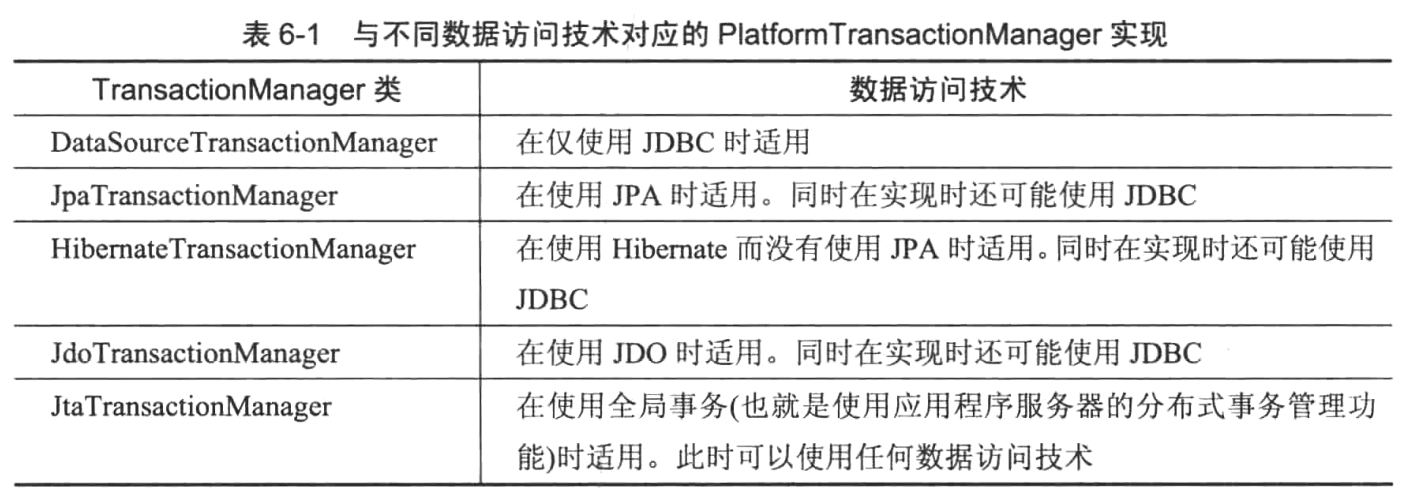 表 6-1 与不同数据访问技术对应的 PlatformTransactionManager 实现
TransactionManager 类 数据访问技术
DataSourceTransactionManager 在仅使用 JDBC 时适用
JpaTransactionManager 在使用 JPA 时适用。同时在实现时还可能使用 JDBC
HibernateTransactionManager 在使用 Hibernate 而没有使用 JPA 时适用。同时在实现时还可能使用
JDBC
JdoTransactionManager 在使用 JDO 时适用。同时在实现时还可能使用 JDBC
JtaTransactionManager 在使用全局事务(也就是使用应用程序服务器的分布式事务管理功
能)时适用。此时可以使用任何数据访问技术